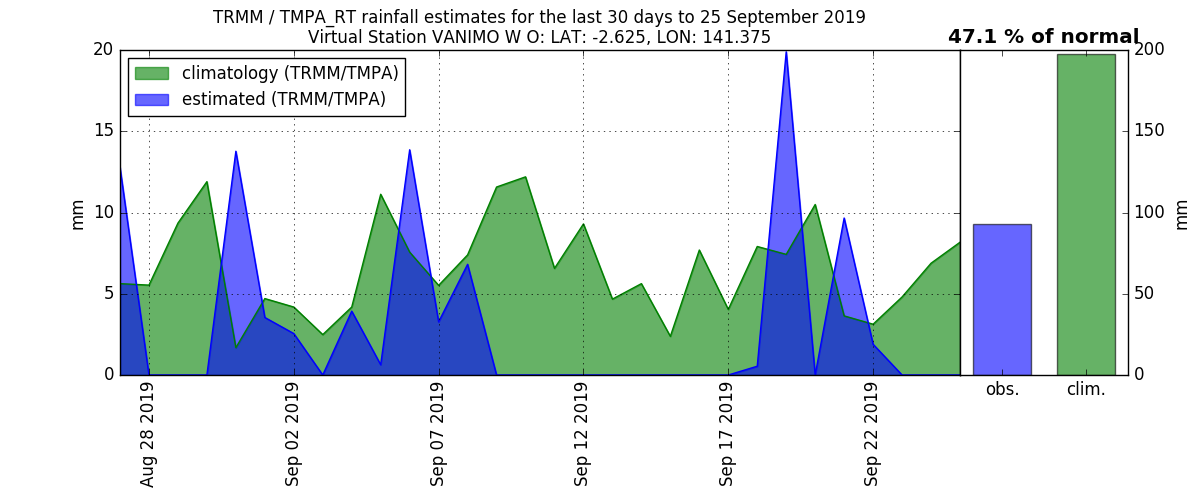 TRMM / TMPA_RT rainfall estimates for the last 30 days to 25 September 2019
Virtual Station VANIMO W O: LAT: -2.625, LON: 141.375
47.1 % of normal
climatology (TRMM/TMPA)
estimated (TRMM/TMPA)
20
15
10
5
0
mm
200
150
100
50
0
mm
Aug 28 2019
Sep 02 2019
Sep 07 2019
Sep 12 2019
Sep 17 2019
Sep 22 2019
obs.
clim.